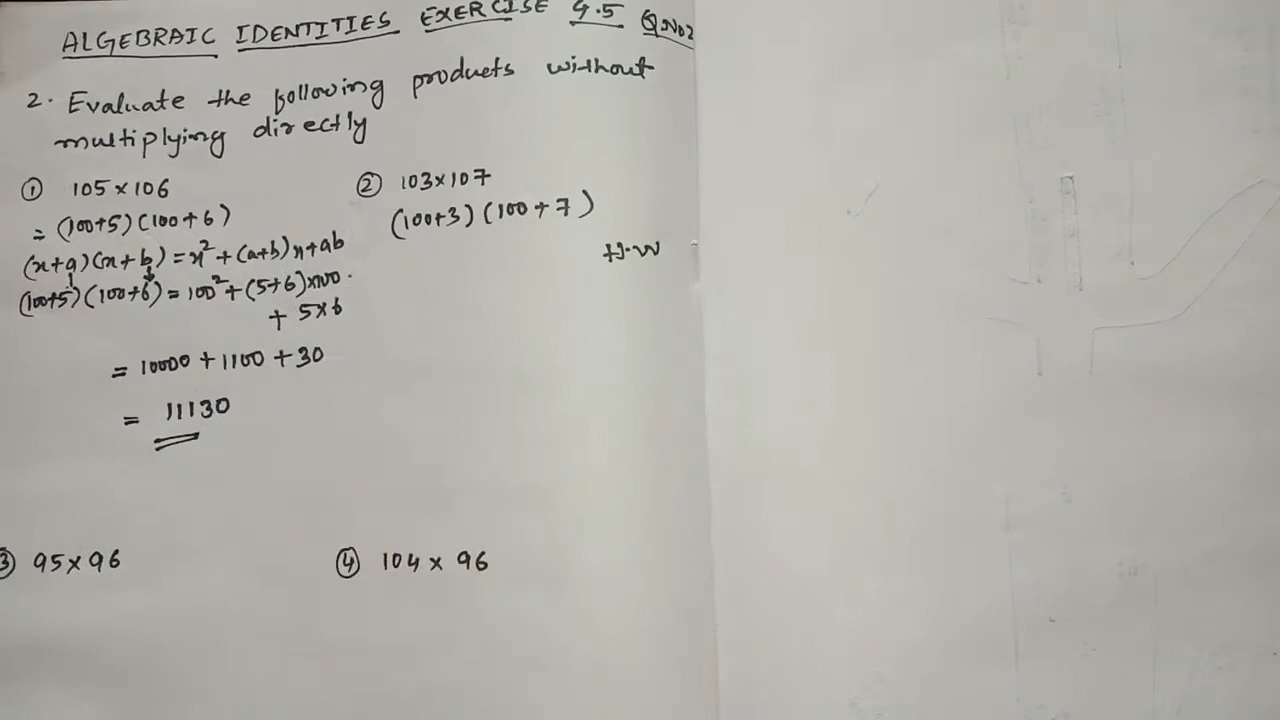 ALGEBRAIC IDENTITIES EXERCISE 9.5 Q.No2
2. Evaluate the following products without
multiplying directly
① 105 × 106
= (100+5) (100+6)
(x+a) (x+b) = x² + (a+b)x + ab
(100+5) (100+6) = 100² + (5+6)×100.
+ 5×6
= 10000 + 1100 + 30
= 11130
② 103×107
(100+3) (100+7)
H.W
③ 95×96
④ 104 × 96